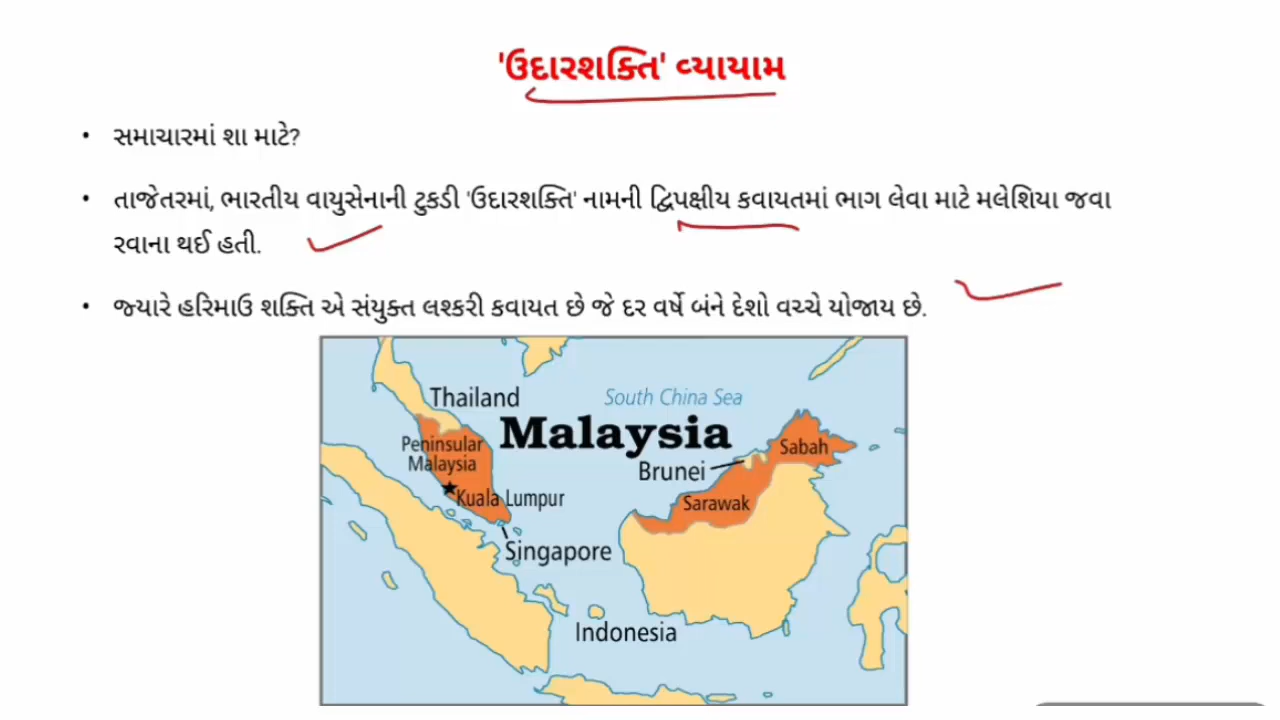 'ઉદારશક્તિ' વ્યાયામ
• સમાચારમાં શા માટે?
• તાજેતરમાં, ભારતીય વાયુસેનાની ટુકડી 'ઉદારશક્તિ' નામની દ્વિપક્ષીય કવાયતમાં ભાગ લેવા માટે મલેશિયા જવા
રવાના થઈ હતી.
• જ્યારે હરિમાઉ શક્તિ એ સંયુક્ત લશ્કરી કવાયત છે જે દર વર્ષે બંને દેશો વચ્ચે યોજાય છે.
Thailand
South China Sea
Malaysia
Peninsular
Malaysia
Sabah
Brunei
Kuala Lumpur
Sarawak
Singapore
Indonesia